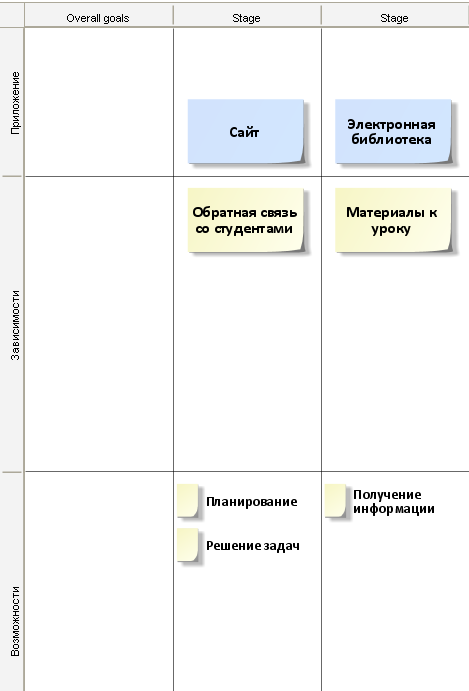 Overall goals
Stage
Stage
Приложение
Сайт
Электронная
библиотека
Зависимости
Обратная связь
со студентами
Материалы к
уроку
Возможности
Планирование
Решение задач
Получение
информации